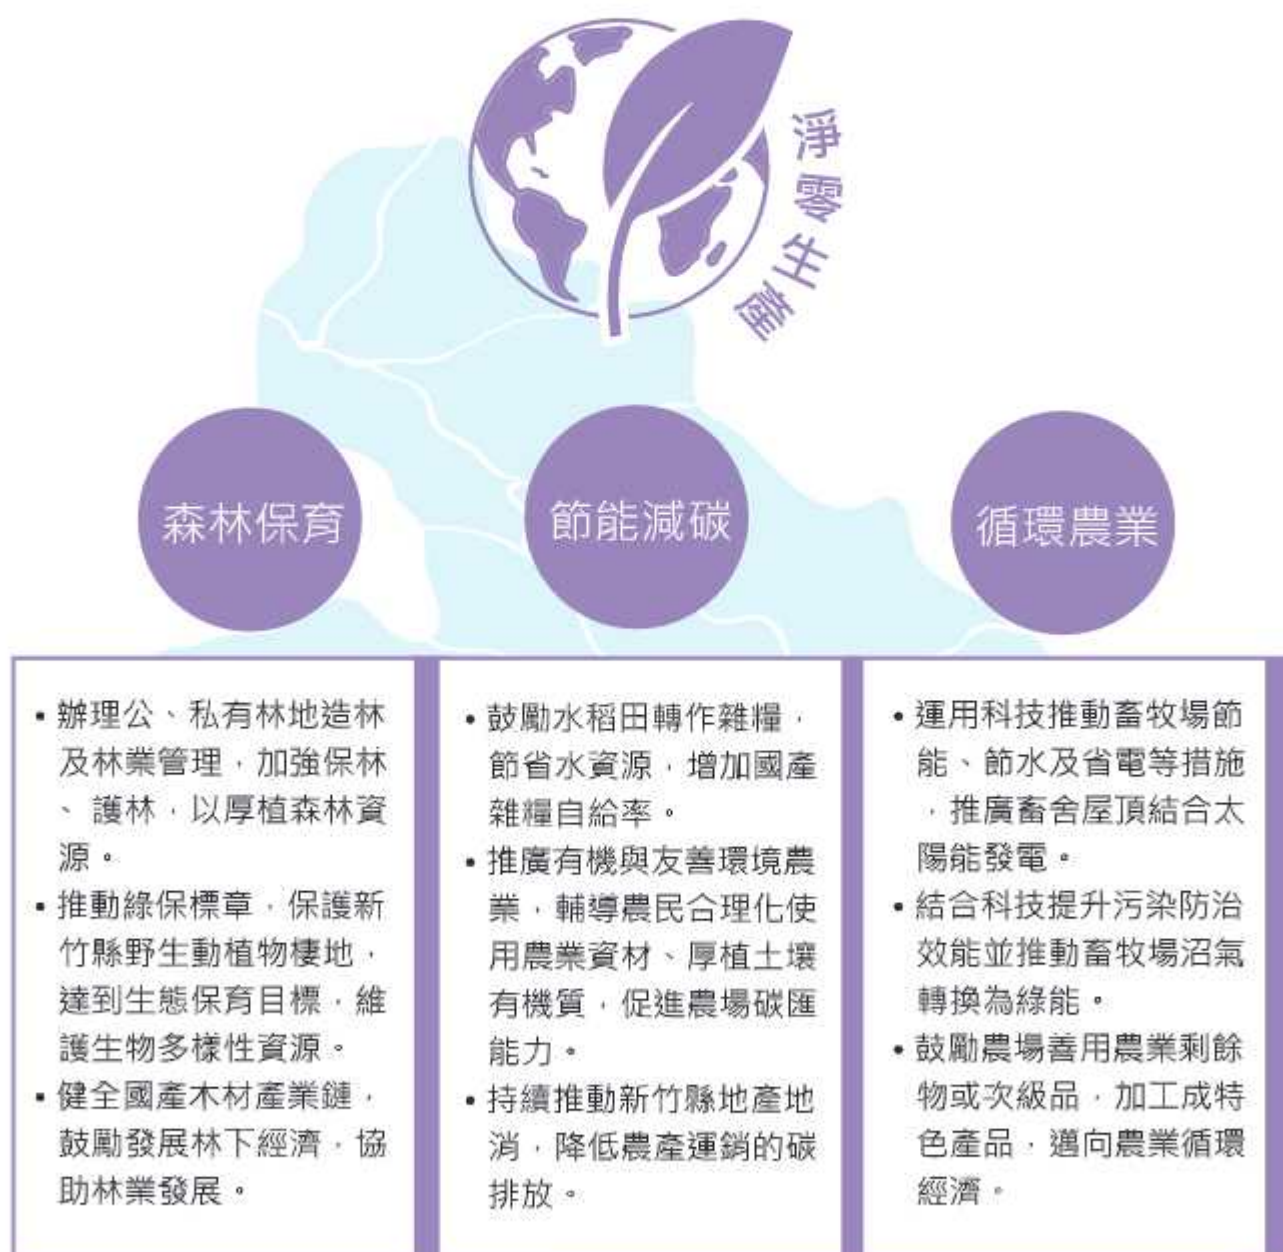 淨零生產
森林保育
節能減碳
循環農業
• 辦理公、私有林地造林
及林業管理，加強保林
、 護林，以厚植森林資
源。
• 推動綠保標章，保護新
竹縣野生動植物棲地，
達到生態保育目標，維
護生物多樣性資源。
• 健全國產木材產業鏈，
鼓勵發展林下經濟，協
助林業發展。
• 鼓勵水稻田轉作雜糧，
節省水資源，增加國產
雜糧自給率。
• 推廣有機與友善環境農
業，輔導農民合理化使
用農業資材、厚植土壤
有機質，促進農場碳匯
能力。
• 持續推動新竹縣地產地
消，降低農產運銷的碳
排放。
• 運用科技推動畜牧場節
能、節水及省電等措施
，推廣畜舍屋頂結合太
陽能發電。
• 結合科技提升污染防治
效能並推動畜牧場沼氣
轉換為綠能。
• 鼓勵農場善用農業剩餘
物或次級品，加工成特
色產品，邁向農業循環
經濟。